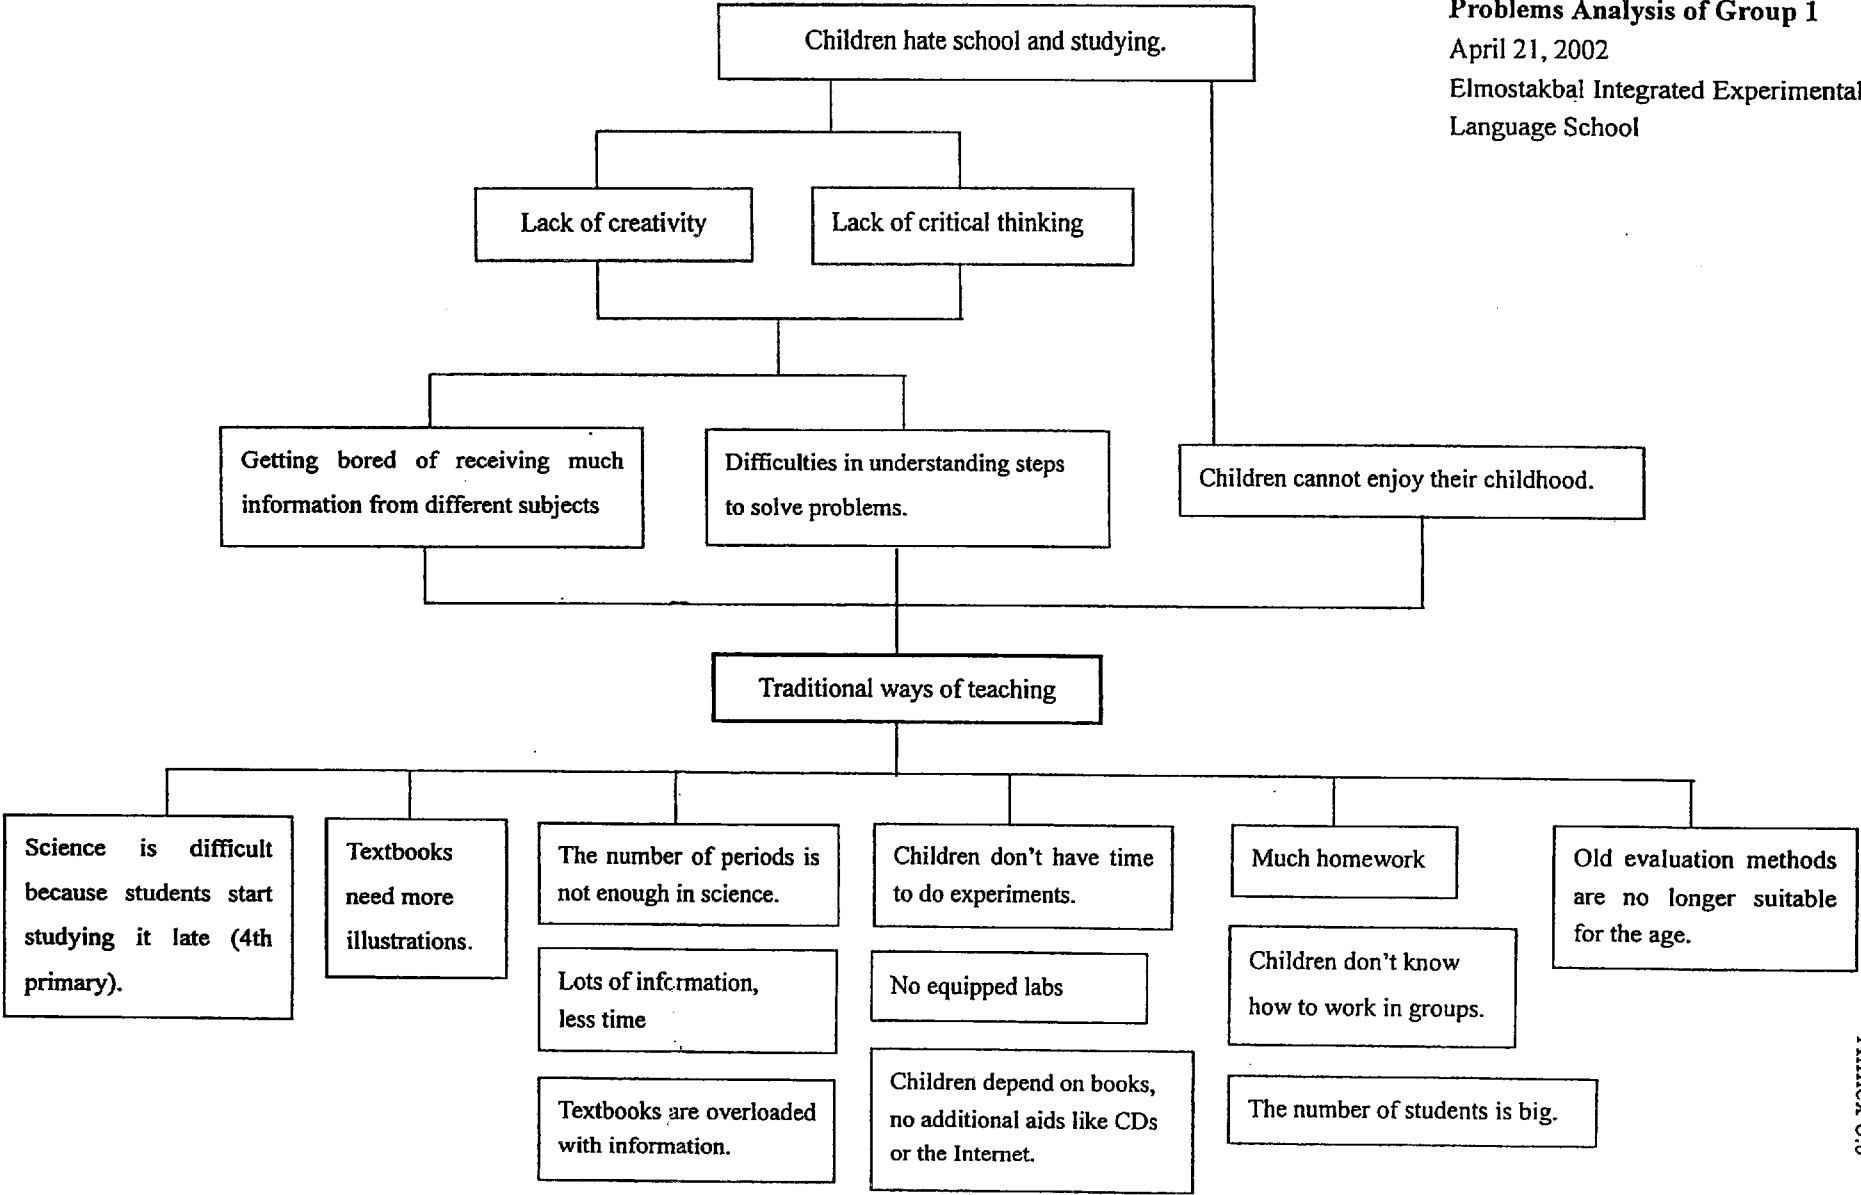 Problems Analysis of Group 1
April 21, 2002
Elmostakbal Integrated Experimental
Language School
Children hate school and studying.
Lack of creativity
Lack of critical thinking
Getting bored of receiving much
information from different subjects
Difficulties in understanding steps
to solve problems.
Children cannot enjoy their childhood.
Traditional ways of teaching
Science is difficult
because students start
studying it late (4th
primary).
Textbooks
need more
illustrations.
The number of periods is
not enough in science.
Lots of information,
less time
Textbooks are overloaded
with information.
Children don't have time
to do experiments.
No equipped labs
Children depend on books,
no additional aids like CDs
or the Internet.
Much homework
Children don't know
how to work in groups.
The number of students is big.
Old evaluation methods
are no longer suitable
for the age.